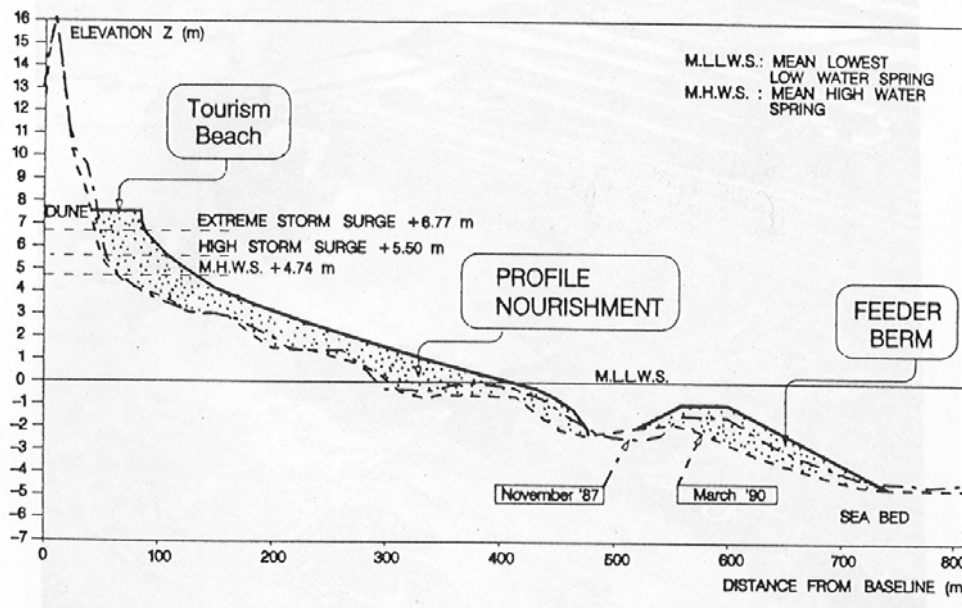 ELEVATION Z (m)
M.L.L.W.S.: MEAN LOWEST
LOW WATER SPRING
M.H.W.S.: MEAN HIGH WATER
SPRING
Tourism
Beach
DUNE
EXTREME STORM SURGE +6.77 m
HIGH STORM SURGE +5.50 m
M.H.W.S. +4.74 m
PROFILE
NOURISHMENT
FEEDER
BERM
M.L.L.W.S.
November '87
March '90
SEA BED
16
15
14
13
12
11
10
9
8
7
6
5
4
3
2
1
0
-1
-2
-3
-4
-5
-6
-7
0 100 200 300 400 500 600 700 800
DISTANCE FROM BASELINE (m